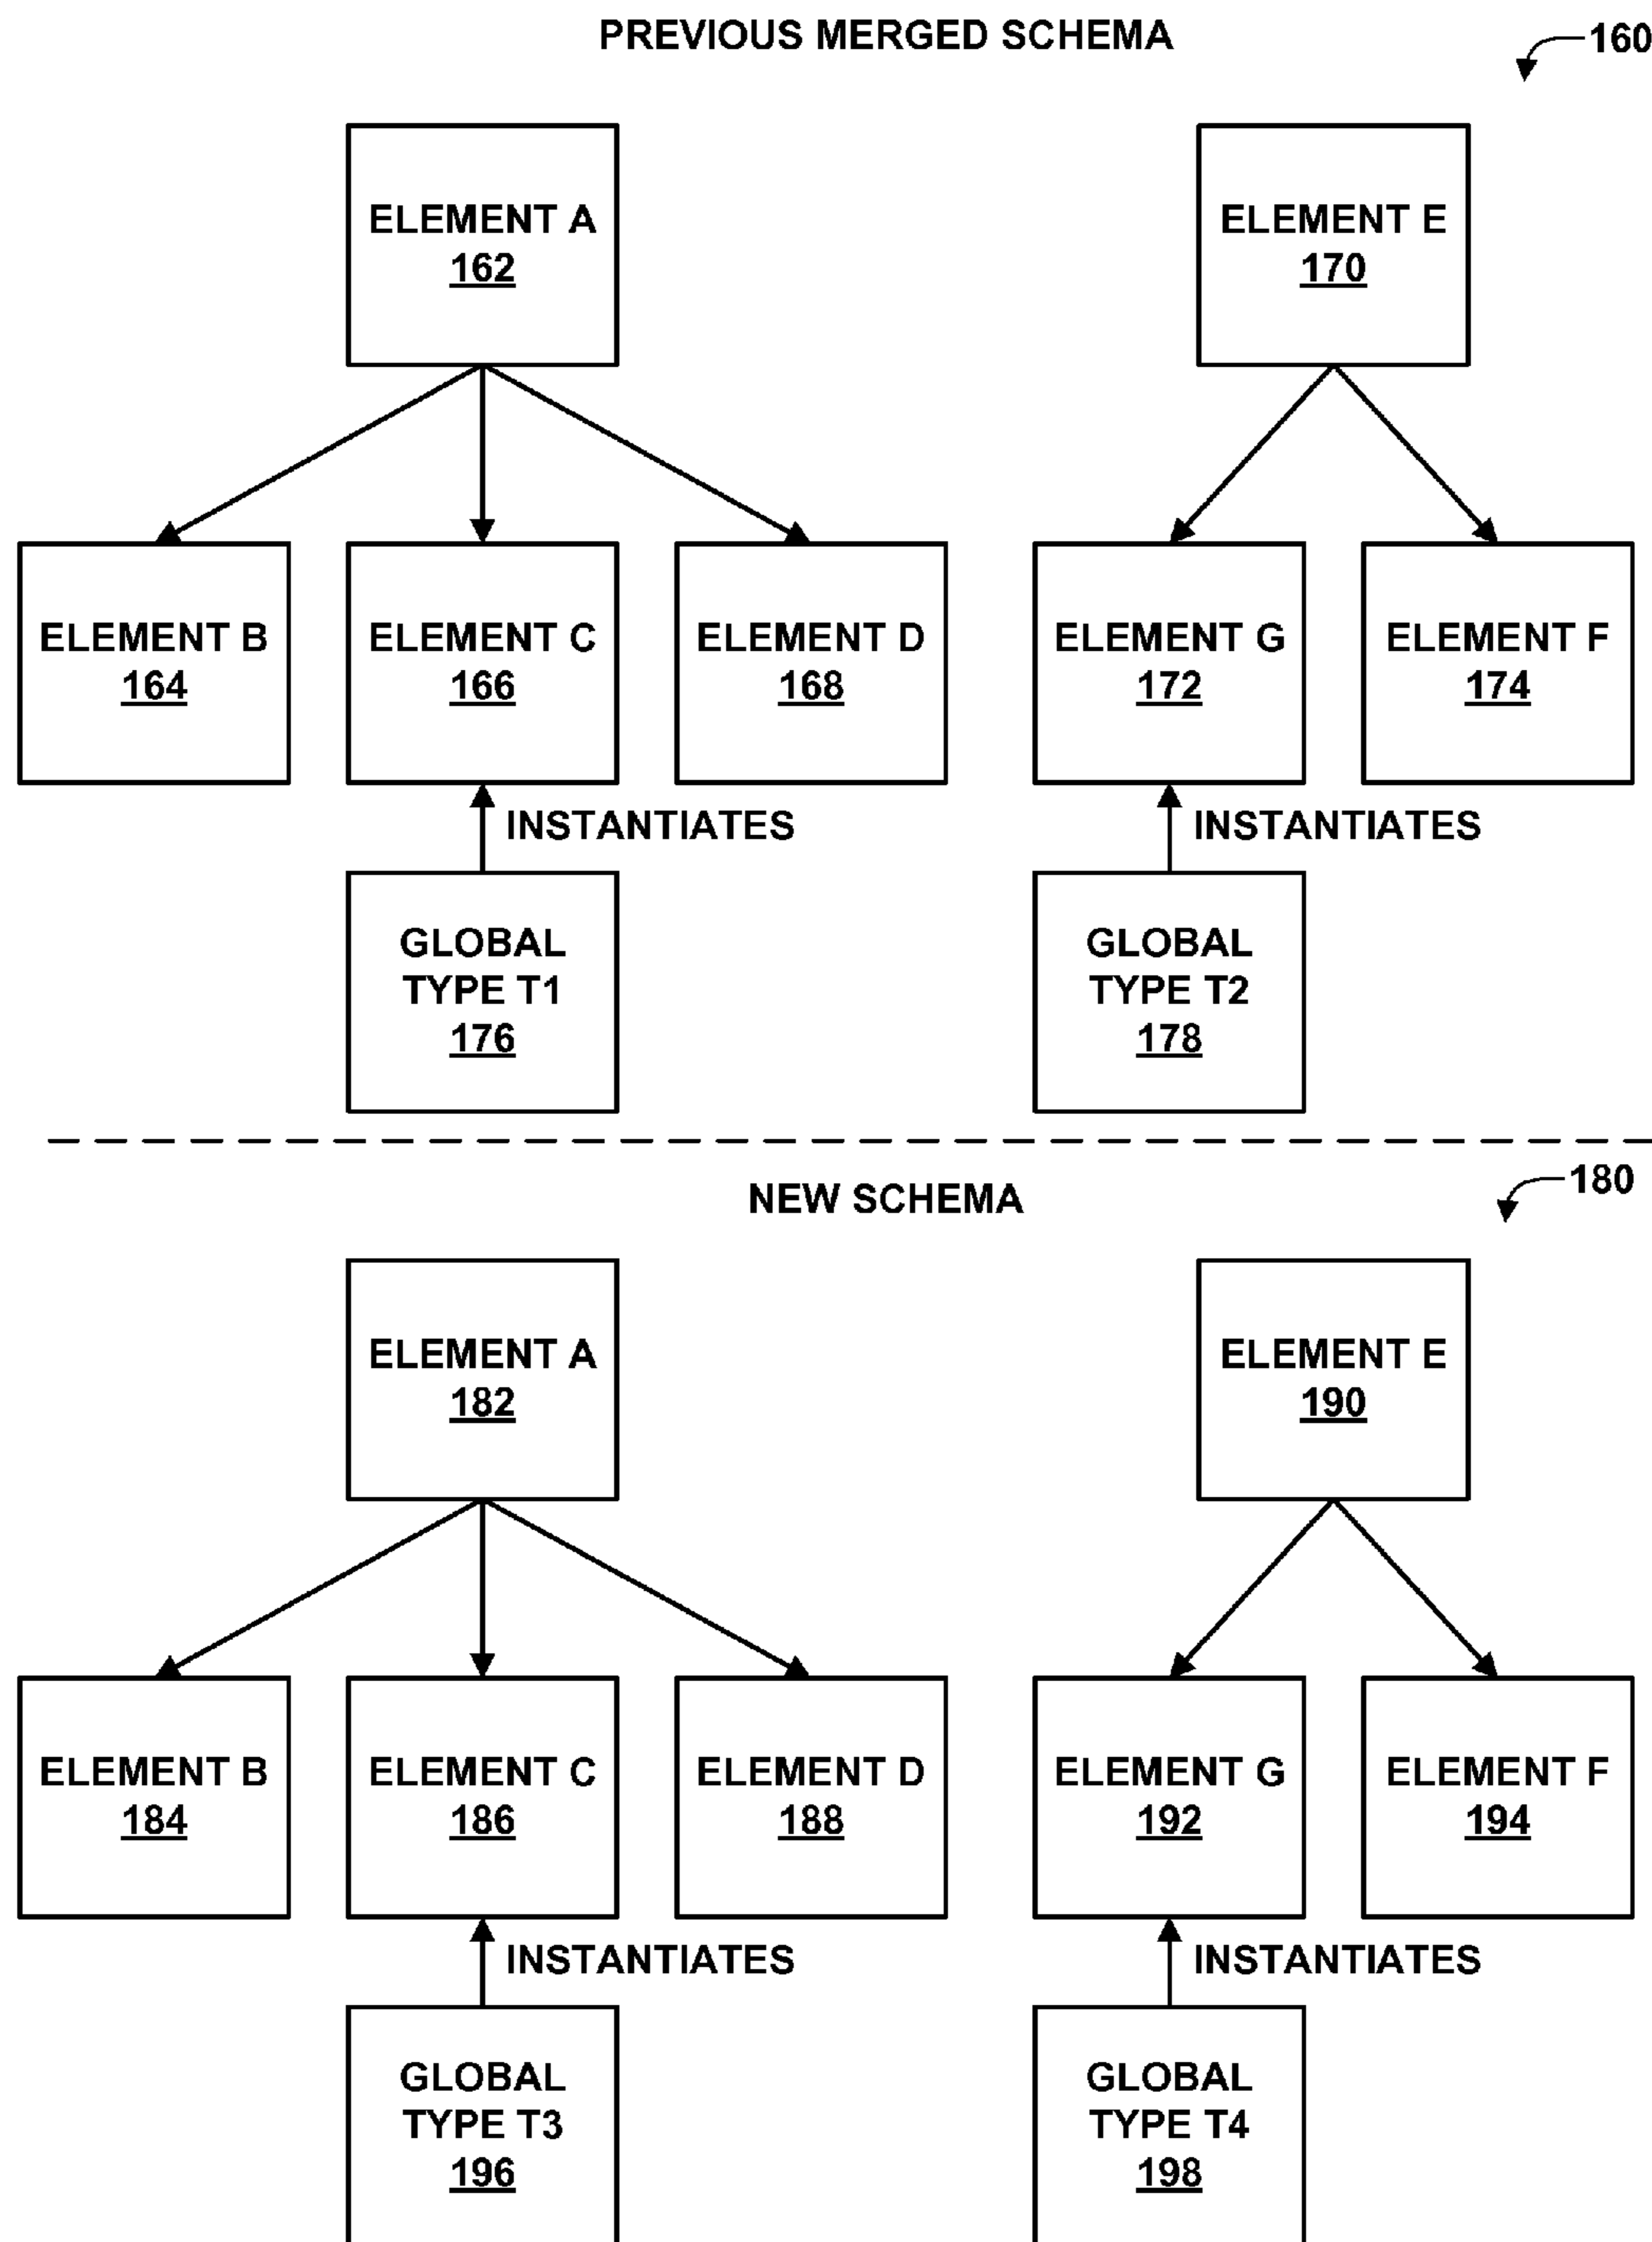 PREVIOUS MERGED SCHEMA
160
ELEMENT A
162
ELEMENT E
170
ELEMENT B
164
ELEMENT C
166
ELEMENT D
168
ELEMENT G
172
ELEMENT F
174
INSTANTIATES
INSTANTIATES
GLOBAL
TYPE T1
176
GLOBAL
TYPE T2
178
NEW SCHEMA
180
ELEMENT A
182
ELEMENT E
190
ELEMENT B
184
ELEMENT C
186
ELEMENT D
188
ELEMENT G
192
ELEMENT F
194
INSTANTIATES
INSTANTIATES
GLOBAL
TYPE T3
196
GLOBAL
TYPE T4
198